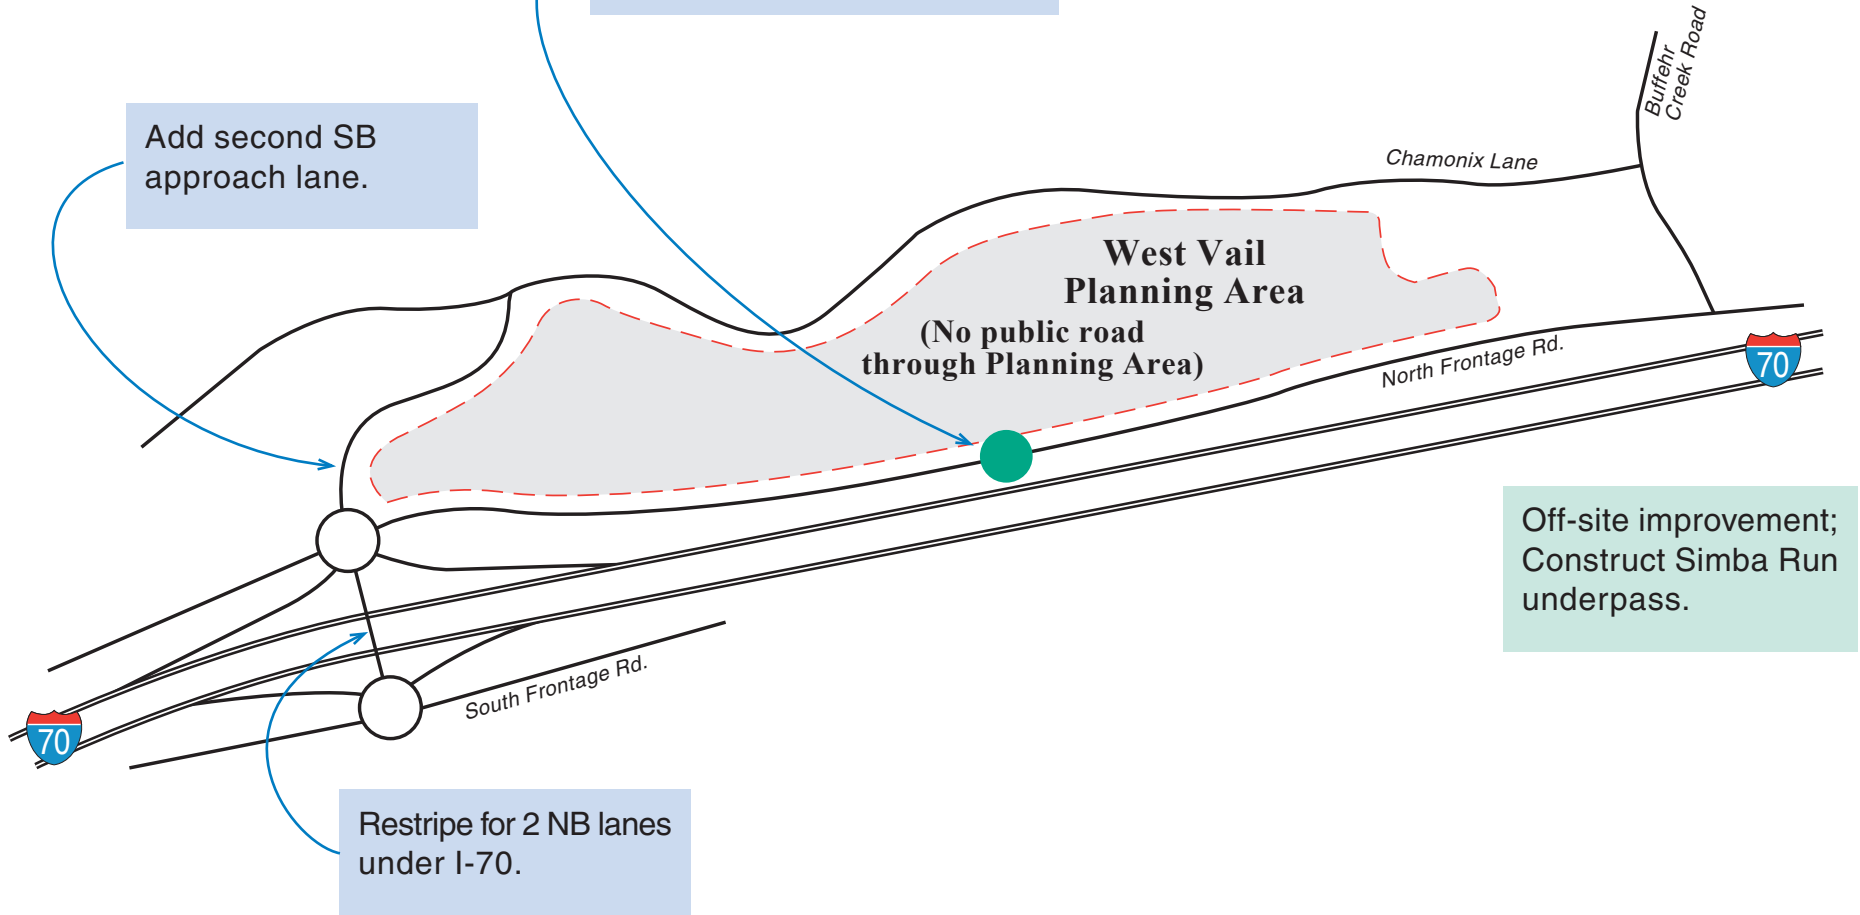 Buffehr
Creek Road
Add second SB
approach lane.
Chamonix Lane
West Vail
Planning Area
(No public road
through Planning Area)
North Frontage Rd.
70
Off-site improvement;
Construct Simba Run
underpass.
South Frontage Rd.
70
Restripe for 2 NB lanes
under I-70.